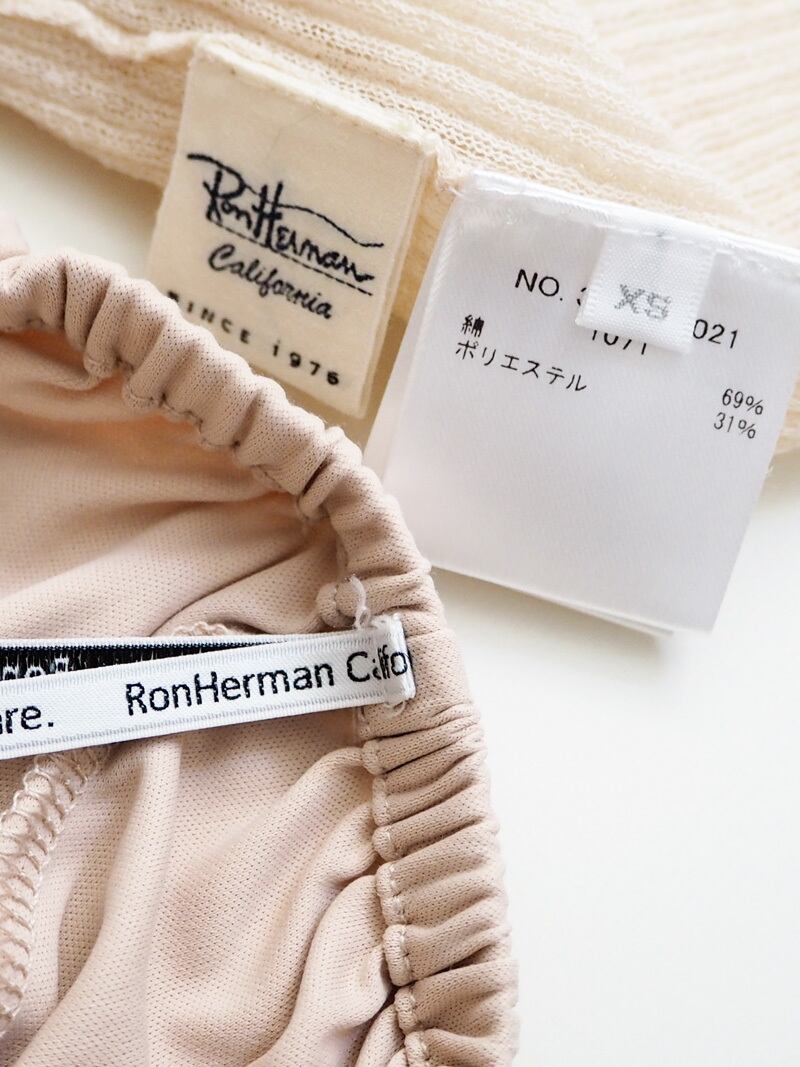 RonHerman
California
SINCE 1976
NO. 021
XS
1071
綿 69%
ポリエステル 31%
RonHerman Califo
are.